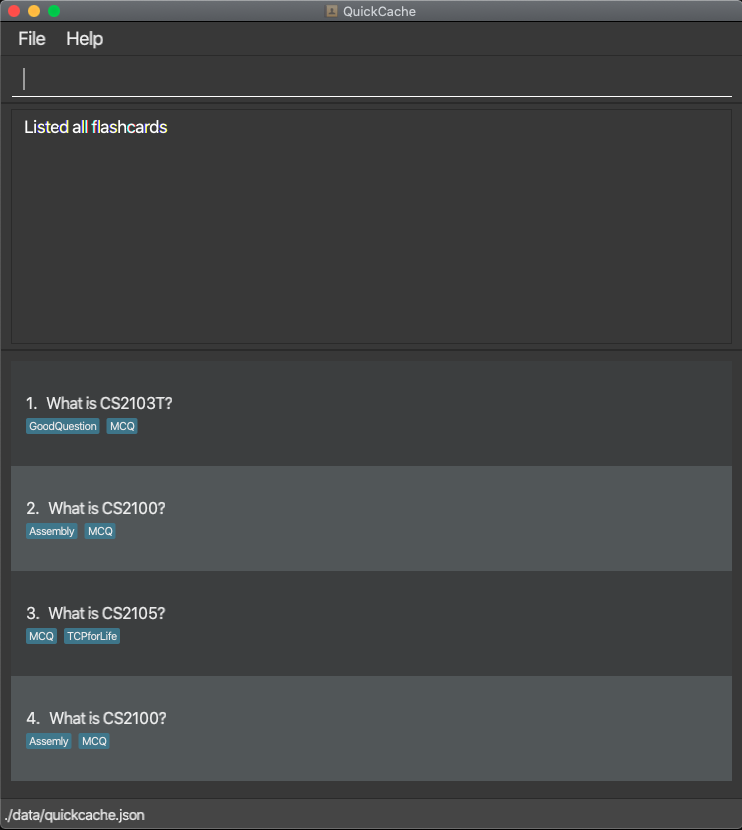 QuickCache
File Help
Listed all flashcards
1. What is CS2103T?
GoodQuestion MCQ
2. What is CS2100?
Assembly MCQ
3. What is CS2105?
MCQ TCPforLife
4. What is CS2100?
Assemly MCQ
./data/quickcache.json